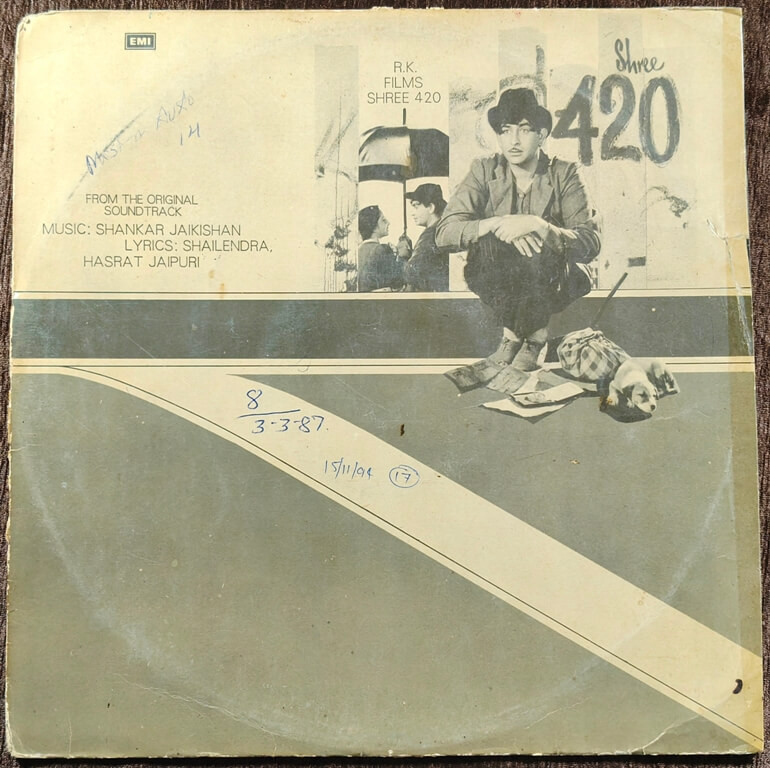 EMI
R.K.
FILMS
SHREE 420
Shree
420
14
FROM THE ORIGINAL
SOUNDTRACK
MUSIC: SHANKAR JAIKISHAN
LYRICS: SHAILENDRA,
HASRAT JAIPURI
8
3-3-87.
15/11/94 17